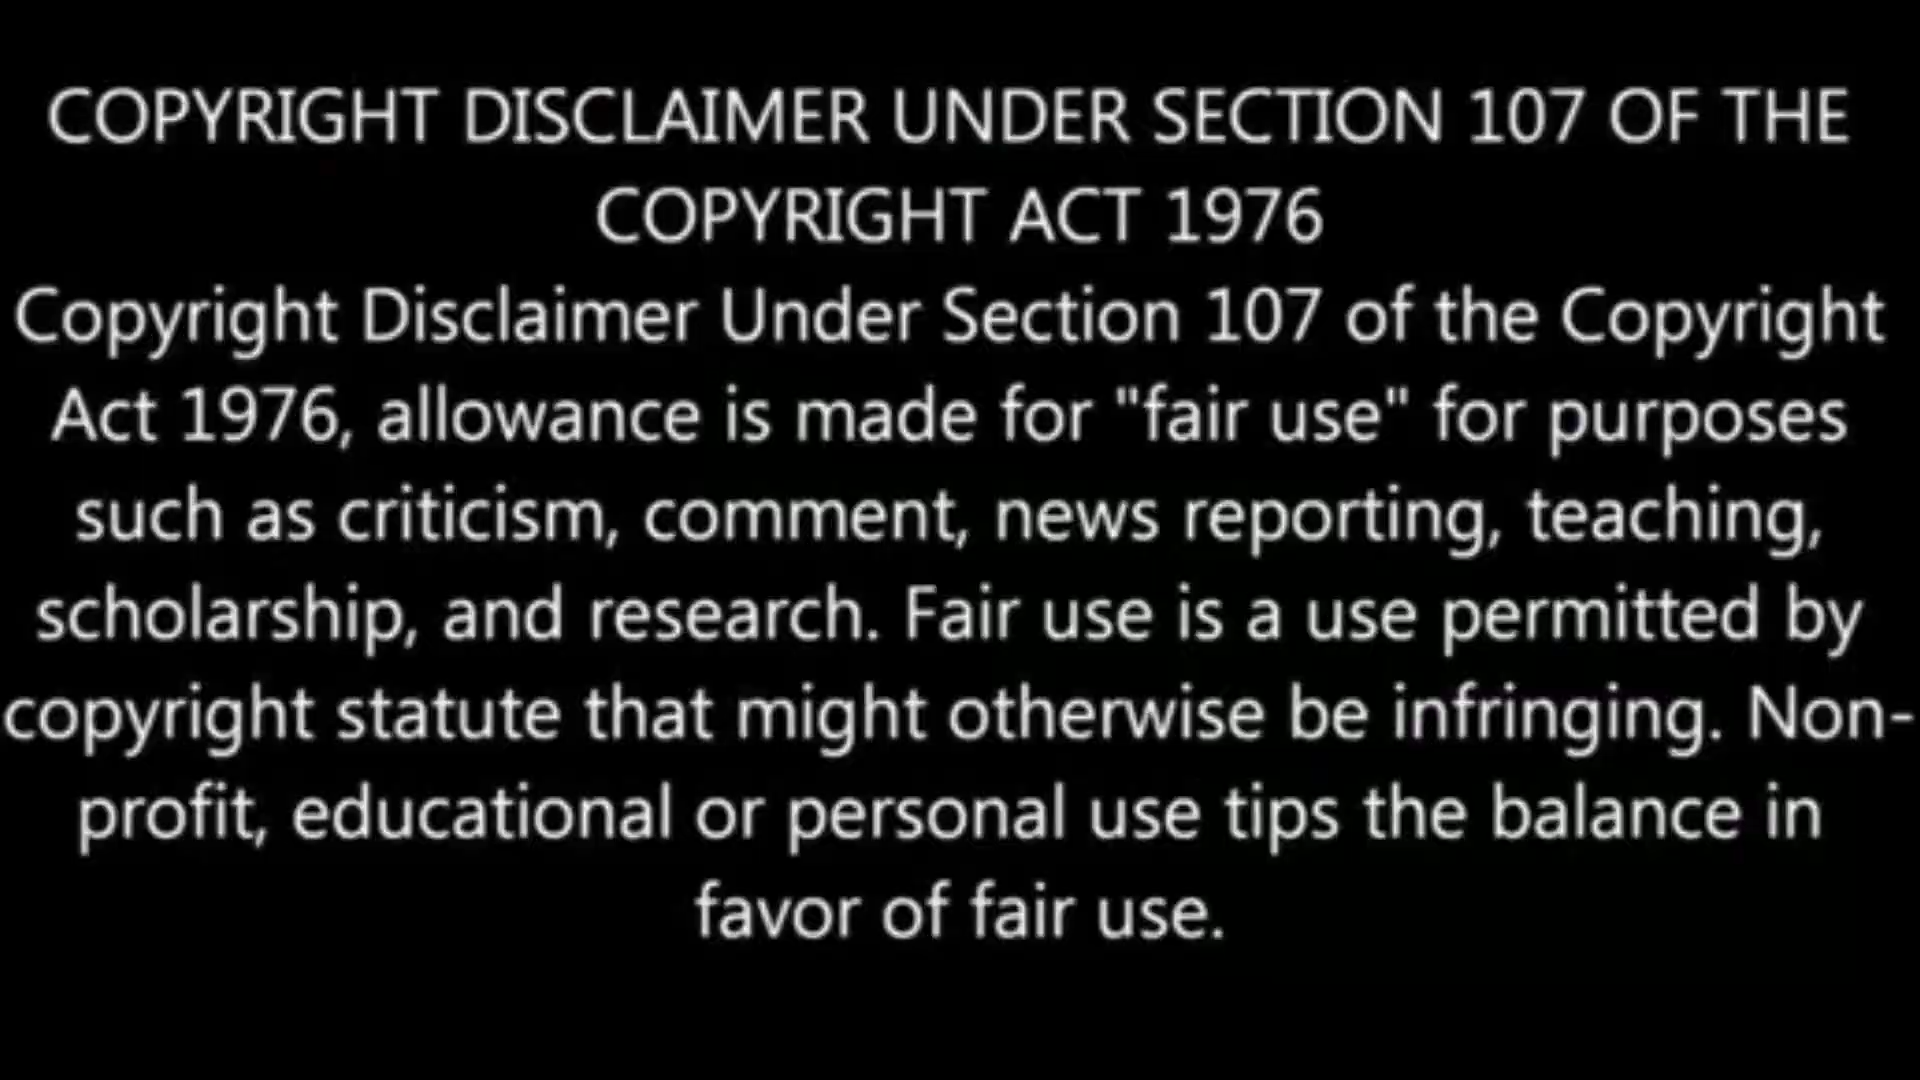 COPYRIGHT DISCLAIMER UNDER SECTION 107 OF THE
COPYRIGHT ACT 1976
Copyright Disclaimer Under Section 107 of the Copyright
Act 1976, allowance is made for "fair use" for purposes
such as criticism, comment, news reporting, teaching,
scholarship, and research. Fair use is a use permitted by
copyright statute that might otherwise be infringing. Non-
profit, educational or personal use tips the balance in
favor of fair use.